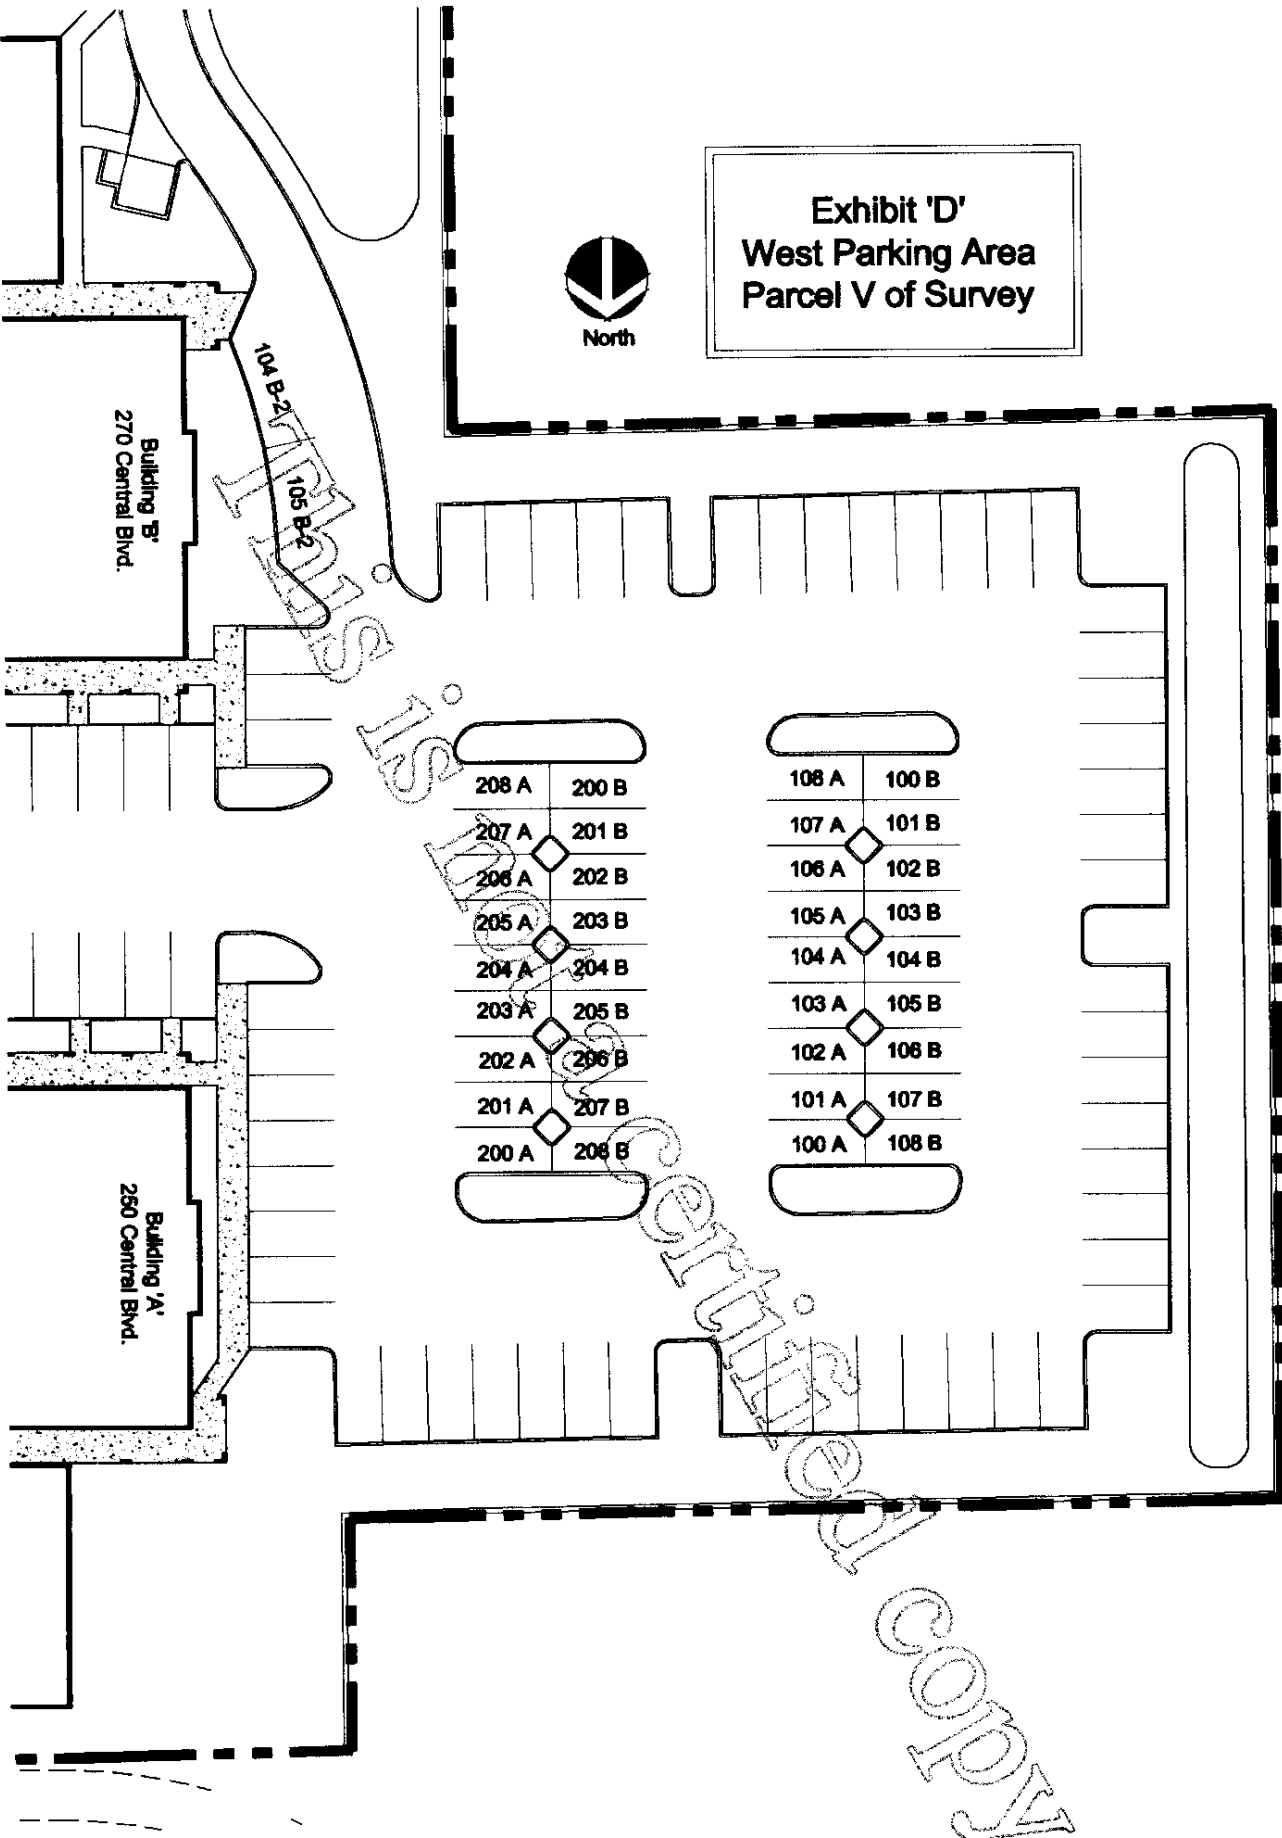 Exhibit 'D'
West Parking Area
Parcel V of Survey
North
104 B-2
105 B-2
Building 'B'
270 Central Blvd.
208 A 200 B
207 A 201 B
206 A 202 B
205 A 203 B
204 A 204 B
203 A 205 B
202 A 206 B
201 A 207 B
200 A 208 B
108 A 100 B
107 A 101 B
106 A 102 B
105 A 103 B
104 A 104 B
103 A 105 B
102 A 106 B
101 A 107 B
100 A 108 B
Building 'A'
250 Central Blvd.
This is not a certified copy